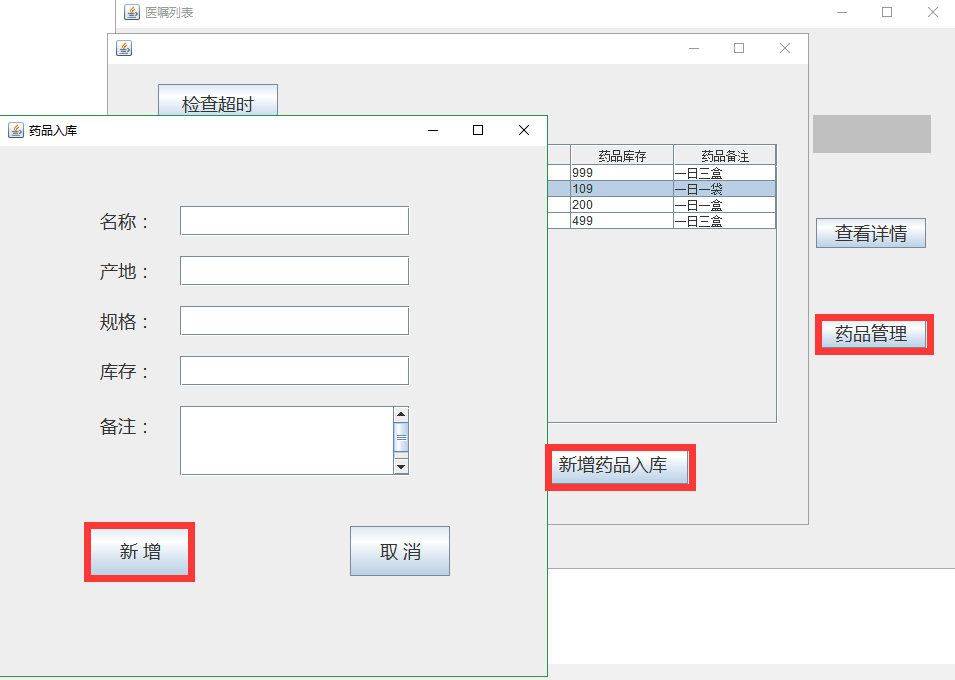 医嘱列表
检查超时
药品入库
药品库存 药品备注
999 一日三盒
109 一日一袋
200 一日一盒
499 一日三盒
名称：
产地：
规格：
库存：
备注：
查看详情
药品管理
新增药品入库
新 增
取 消